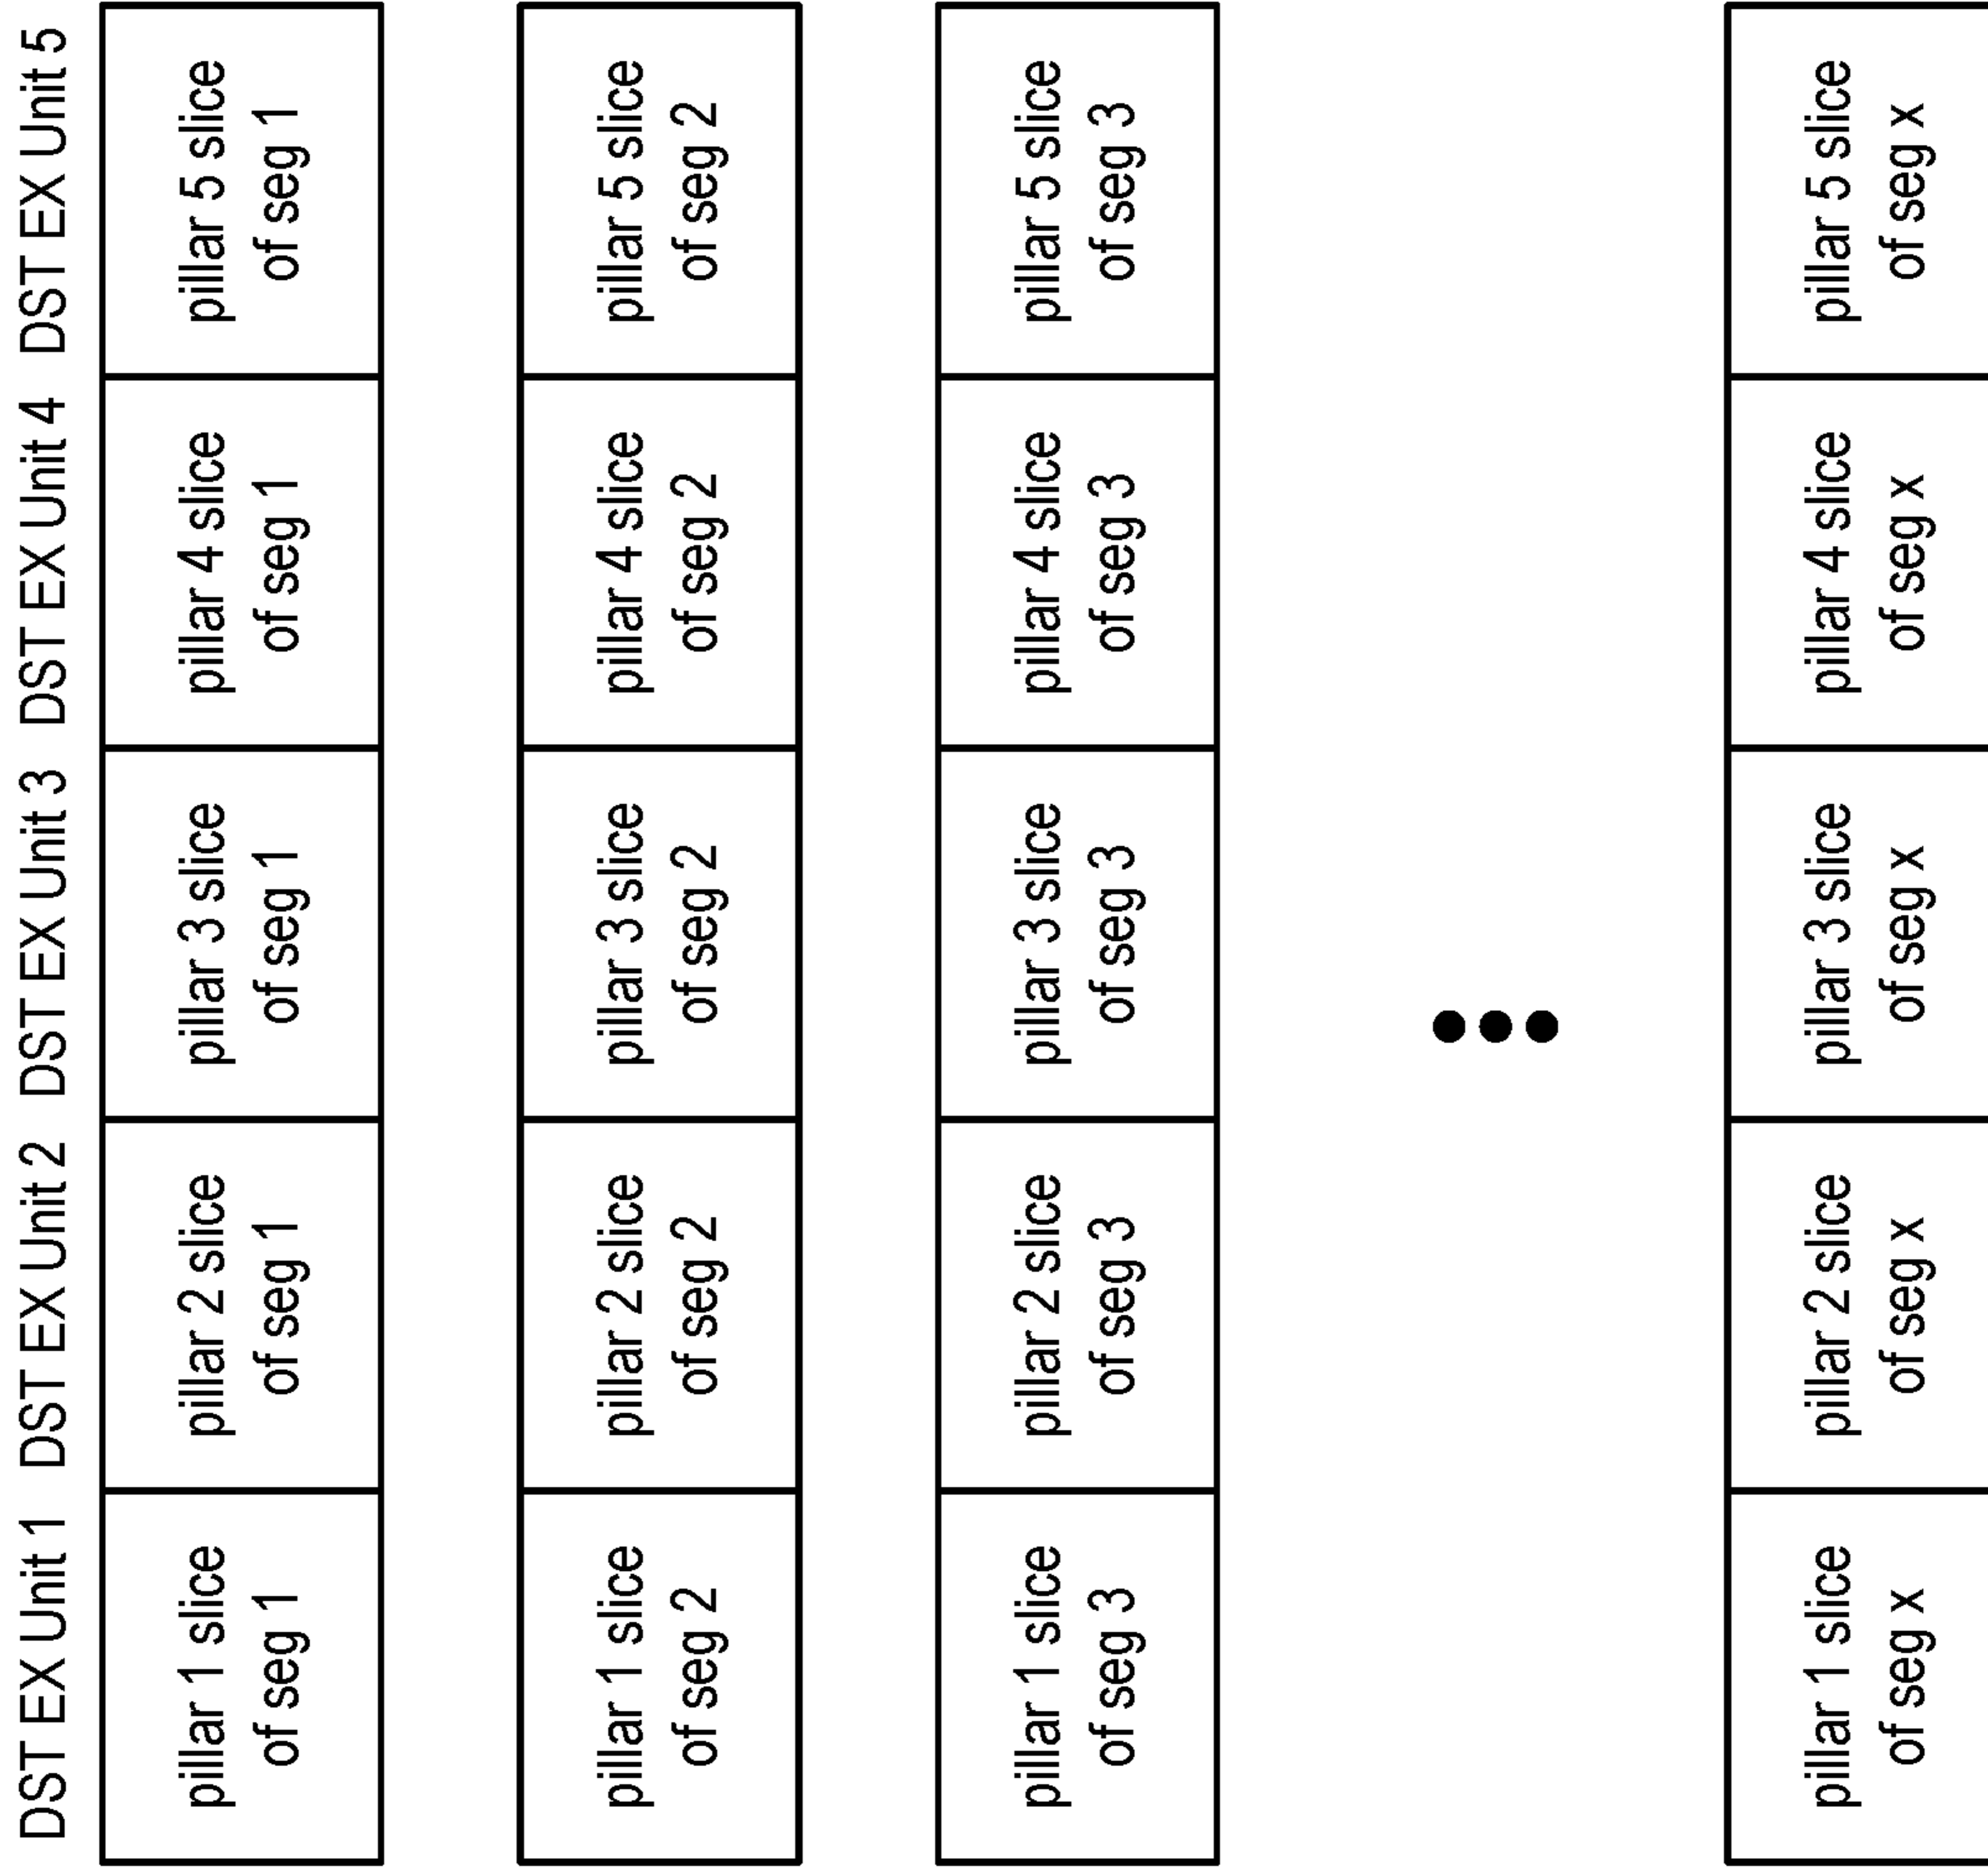 DST EX Unit 1 DST EX Unit 2 DST EX Unit 3 DST EX Unit 4 DST EX Unit 5
pillar 1 slice
of seg 1
pillar 2 slice
of seg 1
pillar 3 slice
of seg 1
pillar 4 slice
of seg 1
pillar 5 slice
of seg 1
pillar 1 slice
of seg 2
pillar 2 slice
of seg 2
pillar 3 slice
of seg 2
pillar 4 slice
of seg 2
pillar 5 slice
of seg 2
pillar 1 slice
of seg 3
pillar 2 slice
of seg 3
pillar 3 slice
of seg 3
pillar 4 slice
of seg 3
pillar 5 slice
of seg 3
pillar 1 slice
of seg x
pillar 2 slice
of seg x
pillar 3 slice
of seg x
pillar 4 slice
of seg x
pillar 5 slice
of seg x